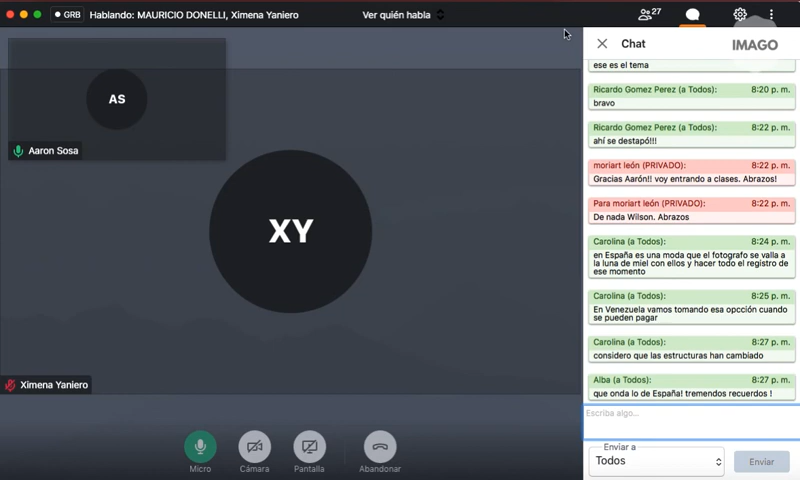 GRB
Hablando: MAURICIO DONELLI, Ximena Yaniero
Ver quién habla
27
AS
Aaron Sosa
XY
Ximena Yaniero
Micro
Cámara
Pantalla
Abandonar
Chat
IMAGO
ese es el tema
Ricardo Gomez Perez (a Todos): 8:20 p. m.
bravo
Ricardo Gomez Perez (a Todos): 8:22 p. m.
ahí se destapó!!!
moriart león (PRIVADO): 8:22 p. m.
Gracias Aarón!! voy entrando a clases. Abrazos!
Para moriart león (PRIVADO): 8:22 p. m.
De nada Wilson. Abrazos
Carolina (a Todos): 8:24 p. m.
en España es una moda que el fotografo se valla a
la luna de miel con ellos y hacer todo el registro de
ese momento
Carolina (a Todos): 8:25 p. m.
En Venezuela vamos tomando esa opcción cuando
se pueden pagar
Carolina (a Todos): 8:27 p. m.
considero que las estructuras han cambiado
Alba (a Todos): 8:27 p. m.
que onda lo de España! tremendos recuerdos !
Escriba algo...
Enviar a
Todos
Enviar